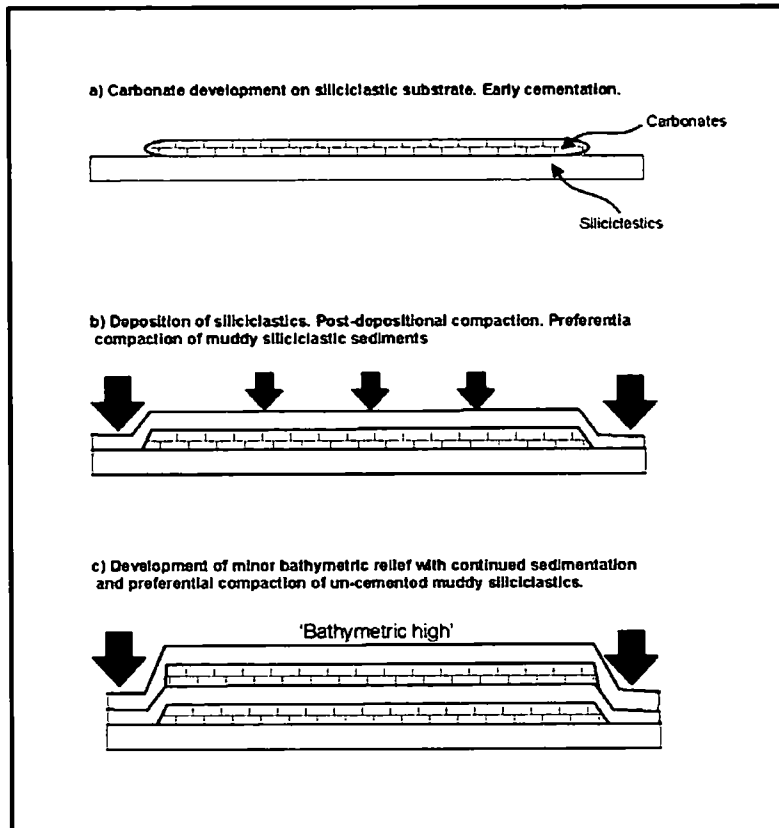 a) Carbonate development on siliciclastic substrate. Early cementation.
Carbonates
Siliciclastics
b) Deposition of siliciclastics. Post-depositional compaction. Preferentia
compaction of muddy siliciclastic sediments
c) Development of minor bathymetric relief with continued sedimentation
and preferential compaction of un-cemented muddy siliciclastics.
'Bathymetric high'